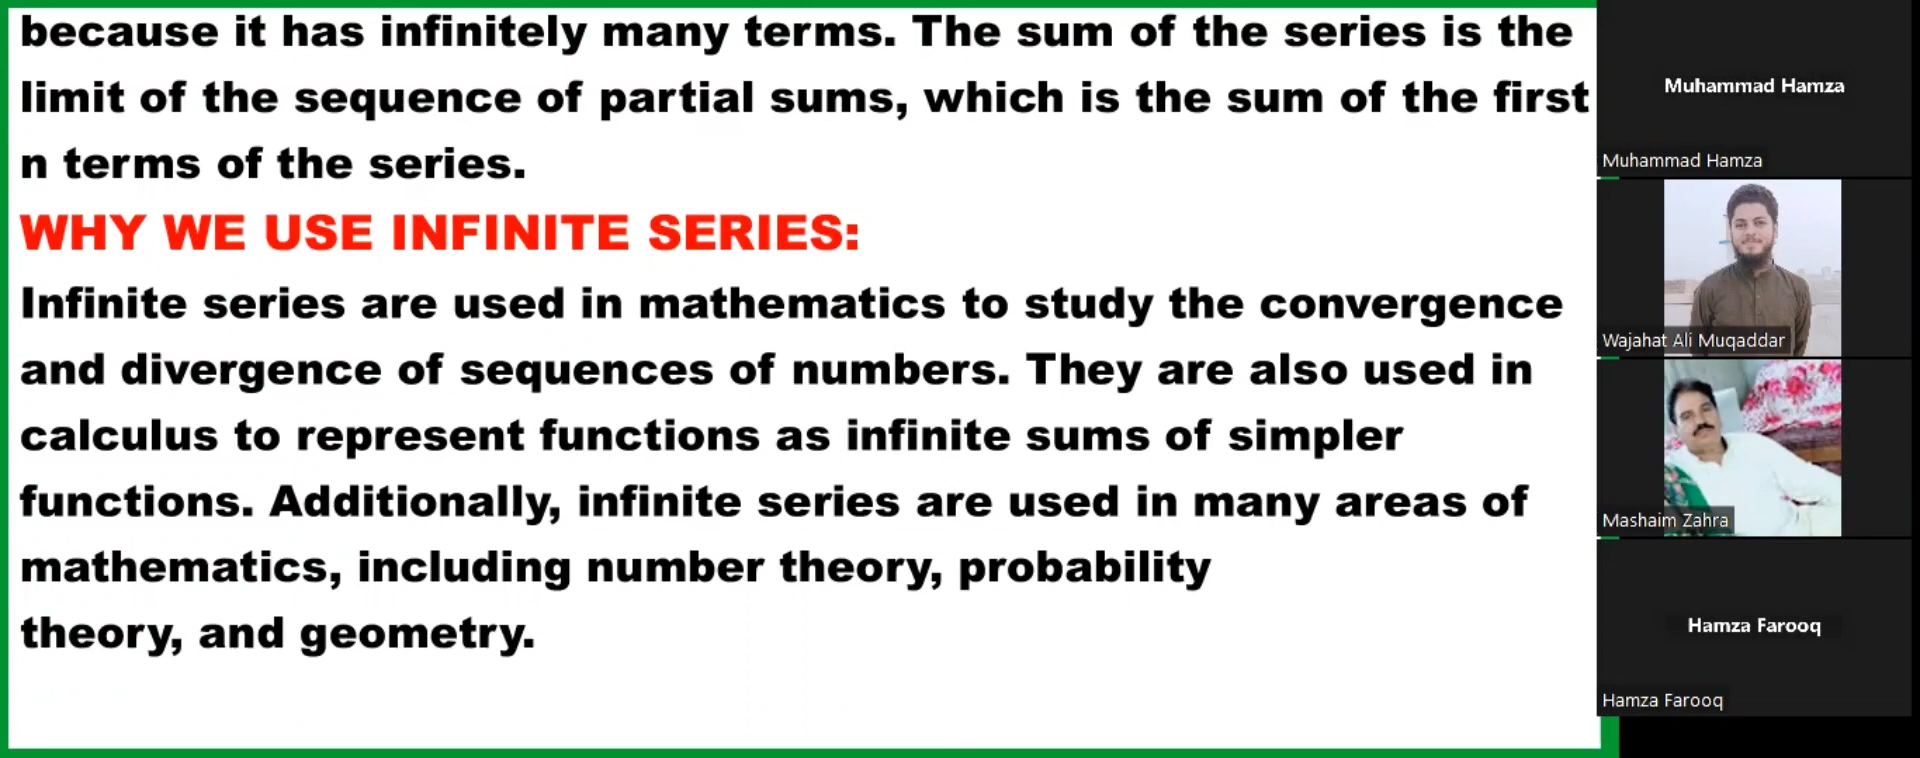 because it has infinitely many terms. The sum of the series is the
limit of the sequence of partial sums, which is the sum of the first
n terms of the series.
WHY WE USE INFINITE SERIES:
Infinite series are used in mathematics to study the convergence
and divergence of sequences of numbers. They are also used in
calculus to represent functions as infinite sums of simpler
functions. Additionally, infinite series are used in many areas of
mathematics, including number theory, probability
theory, and geometry.
Muhammad Hamza
Muhammad Hamza
Wajahat Ali Muqaddar
Mashaim Zahra
Hamza Farooq
Hamza Farooq